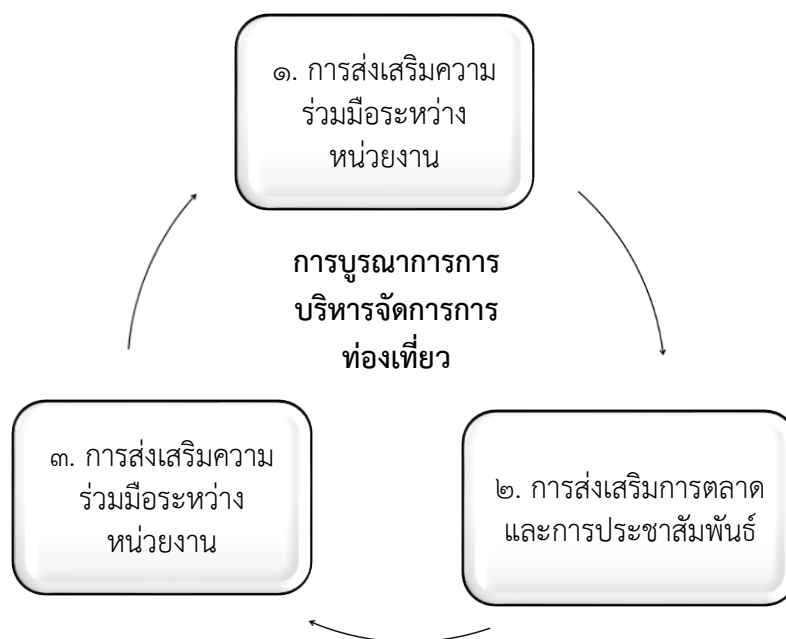 ๑. การส่งเสริมความ
ร่วมมือระหว่าง
หน่วยงาน
การบูรณาการการ
บริหารจัดการการ
ท่องเที่ยว
๓. การส่งเสริมความ
ร่วมมือระหว่าง
หน่วยงาน
๒. การส่งเสริมการตลาด
และการประชาสัมพันธ์